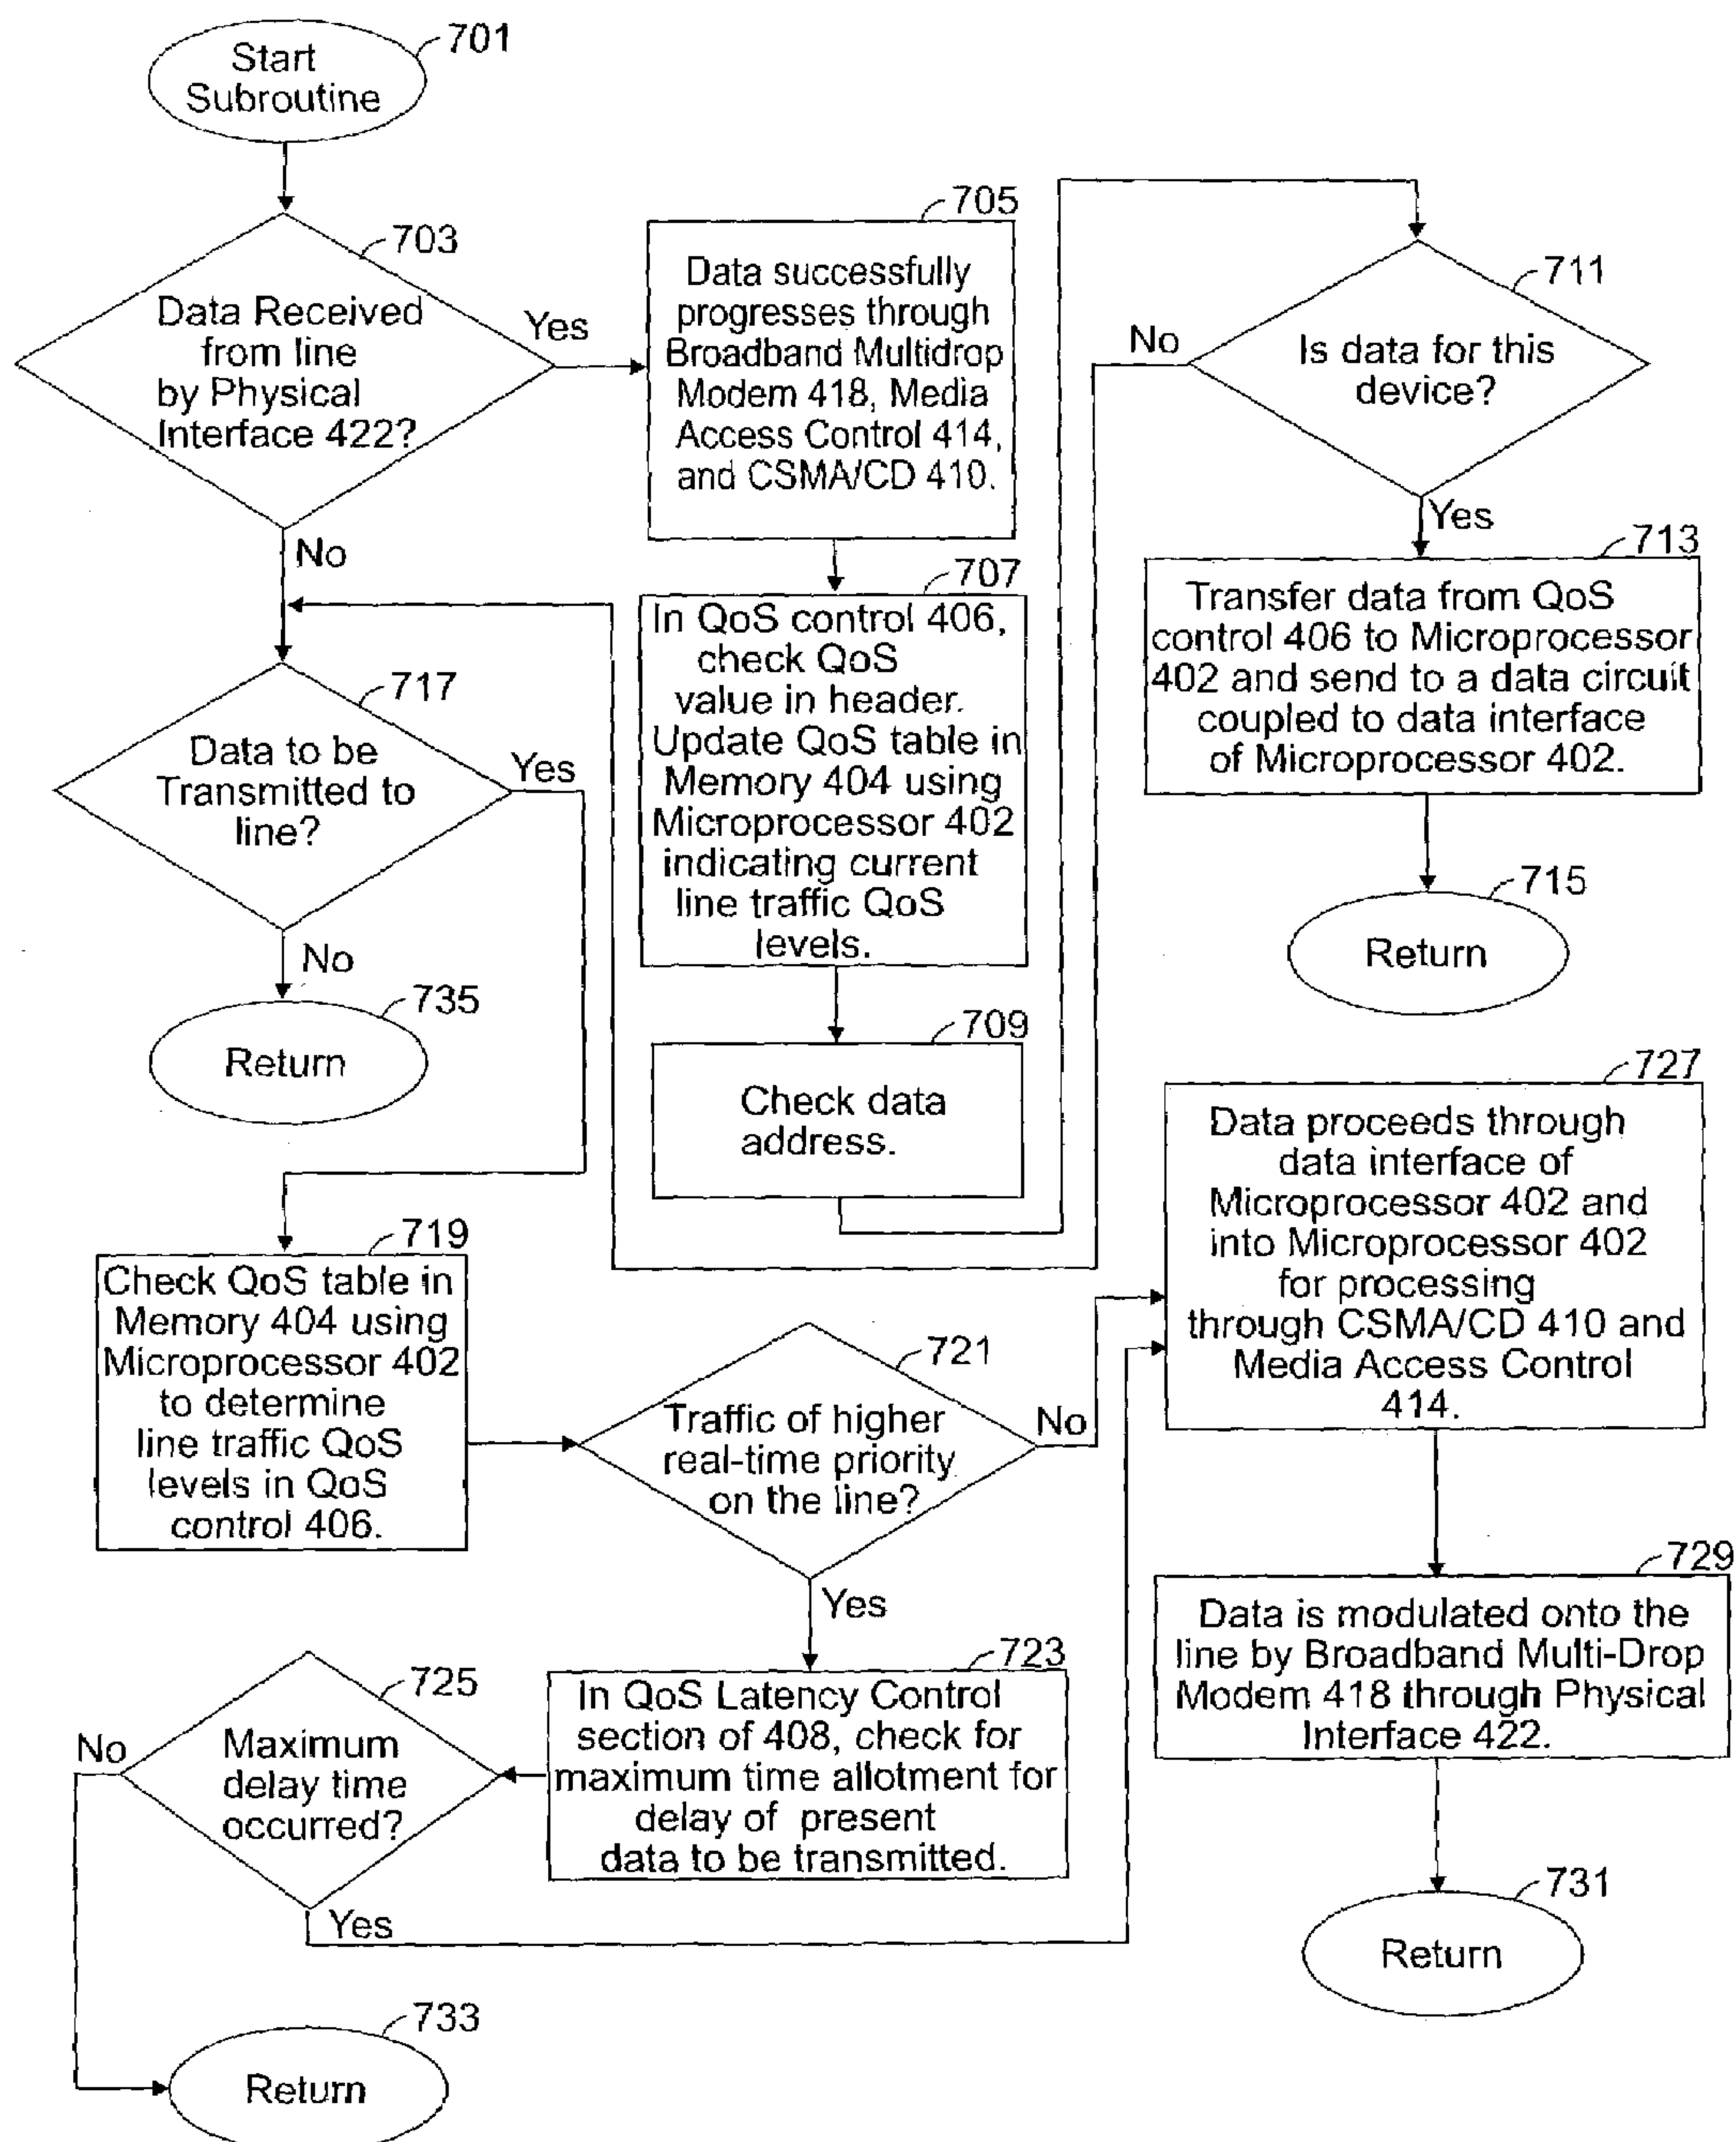 701
Start
Subroutine
703
Data Received
from line
by Physical
Interface 422?
Yes
No
705
Data successfully
progresses through
Broadband Multidrop
Modem 418, Media
Access Control 414,
and CSMA/CD 410.
707
In QoS control 406,
check QoS
value in header.
Update QoS table in
Memory 404 using
Microprocessor 402
indicating current
line traffic QoS
levels.
709
Check data
address.
711
Is data for this
device?
No
Yes
713
Transfer data from QoS
control 406 to Microprocessor
402 and send to a data circuit
coupled to data interface
of Microprocessor 402.
715
Return
717
Data to be
Transmitted to
line?
Yes
No
735
Return
719
Check QoS table in
Memory 404 using
Microprocessor 402
to determine
line traffic QoS
levels in QoS
control 406.
721
Traffic of higher
real-time priority
on the line?
No
Yes
723
In QoS Latency Control
section of 408, check for
maximum time allotment for
delay of present
data to be transmitted.
725
Maximum
delay time
occurred?
No
Yes
727
Data proceeds through
data interface of
Microprocessor 402 and
into Microprocessor 402
for processing
through CSMA/CD 410 and
Media Access Control
414.
729
Data is modulated onto the
line by Broadband Multi-Drop
Modem 418 through Physical
Interface 422.
731
Return
733
Return